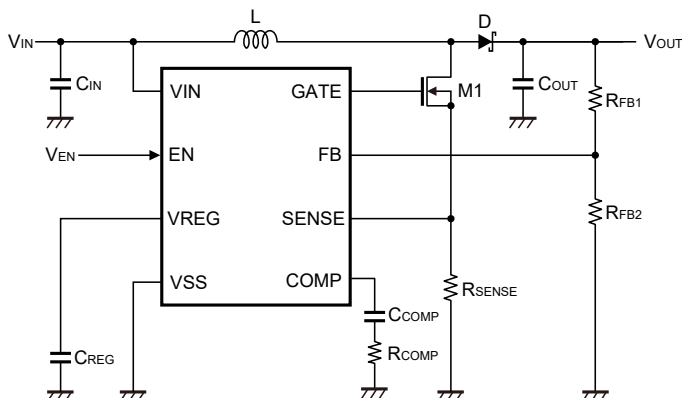 L
D
VIN
VOUT
CIN
VIN
GATE
M1
COUT
RFB1
VEN
EN
FB
VREG
SENSE
RFB2
VSS
COMP
RSENSE
CCOMP
CREG
RCOMP